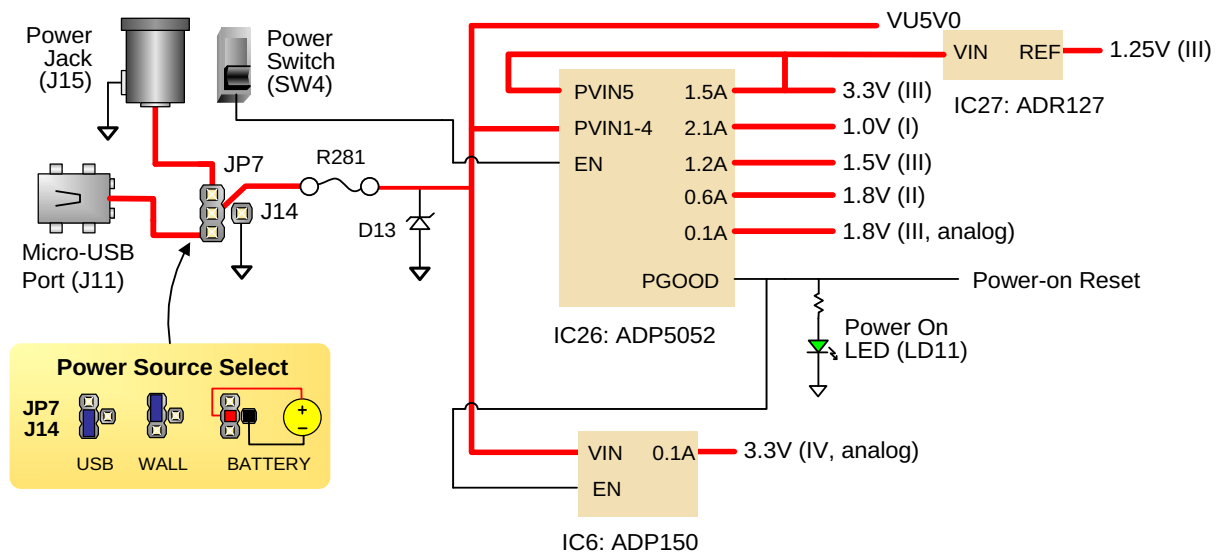 Power
Jack
(J15)
Power
Switch
(SW4)
VU5V0
VIN REF
1.25V (III)
IC27: ADR127
PVIN5 1.5A
3.3V (III)
PVIN1-4 2.1A
1.0V (I)
EN 1.2A
1.5V (III)
0.6A
1.8V (II)
0.1A
1.8V (III, analog)
PGOOD
Power-on Reset
IC26: ADP5052
JP7
R281
J14
D13
Micro-USB
Port (J11)
Power On
LED (LD11)
Power Source Select
JP7
J14
+
–
USB WALL BATTERY
VIN 0.1A
3.3V (IV, analog)
EN
IC6: ADP150